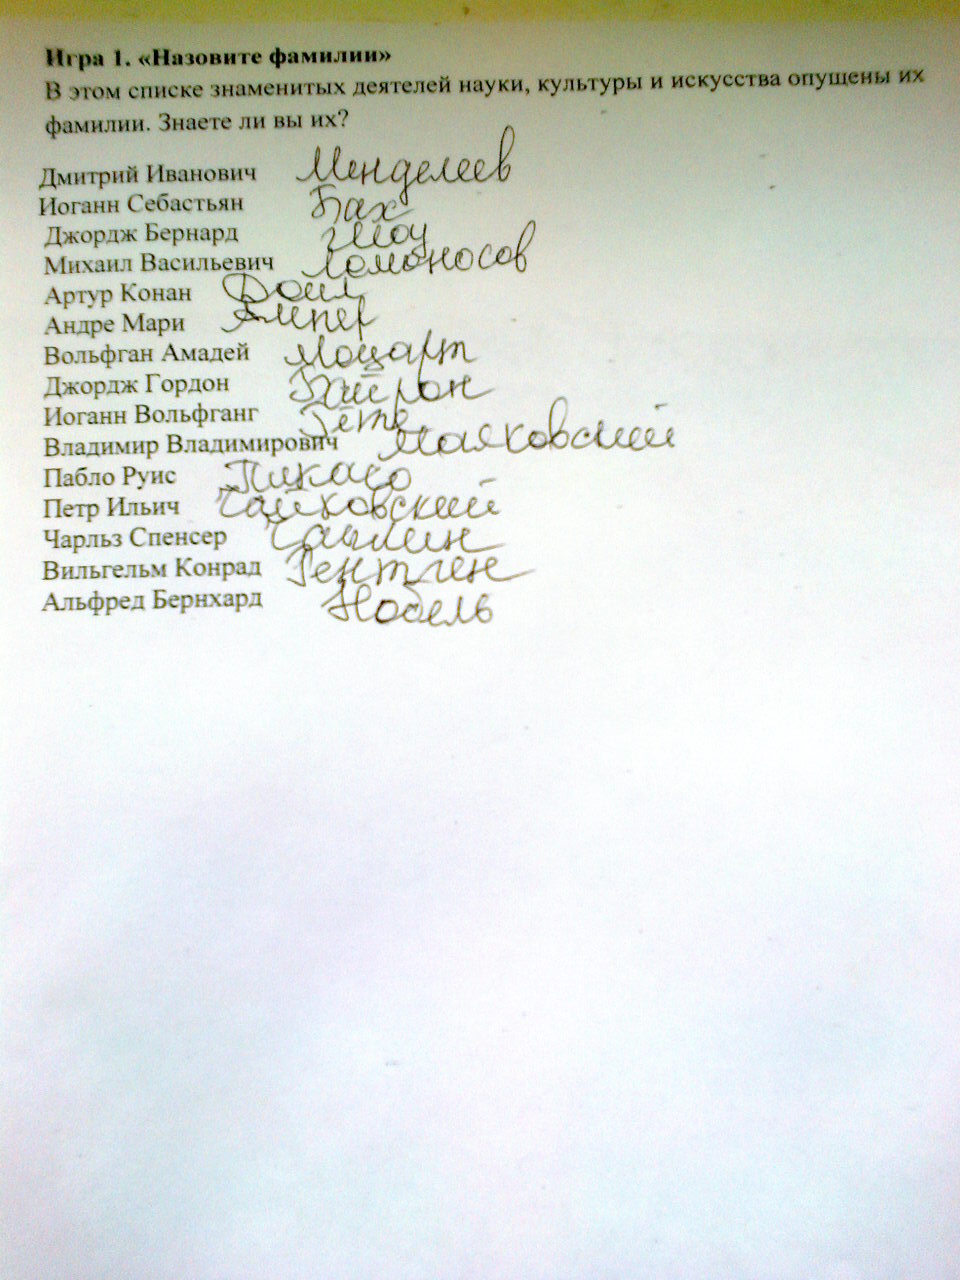 Игра 1. «Назовите фамилии»
В этом списке знаменитых деятелей науки, культуры и искусства опущены их
фамилии. Знаете ли вы их?
Дмитрий Иванович Менделеев
Иоганн Себастьян Бах
Джордж Бернард Шоу
Михаил Васильевич Ломоносов
Артур Конан Доил
Андре Мари Ампер
Вольфган Амадей Моцарт
Джордж Гордон Байрон
Иоганн Вольфганг Гёте
Владимир Владимирович Маяковский
Пабло Руис Пикасо
Петр Ильич Чайковский
Чарльз Спенсер Чаплин
Вильгельм Конрад Рентген
Альфред Бернхард Нобель